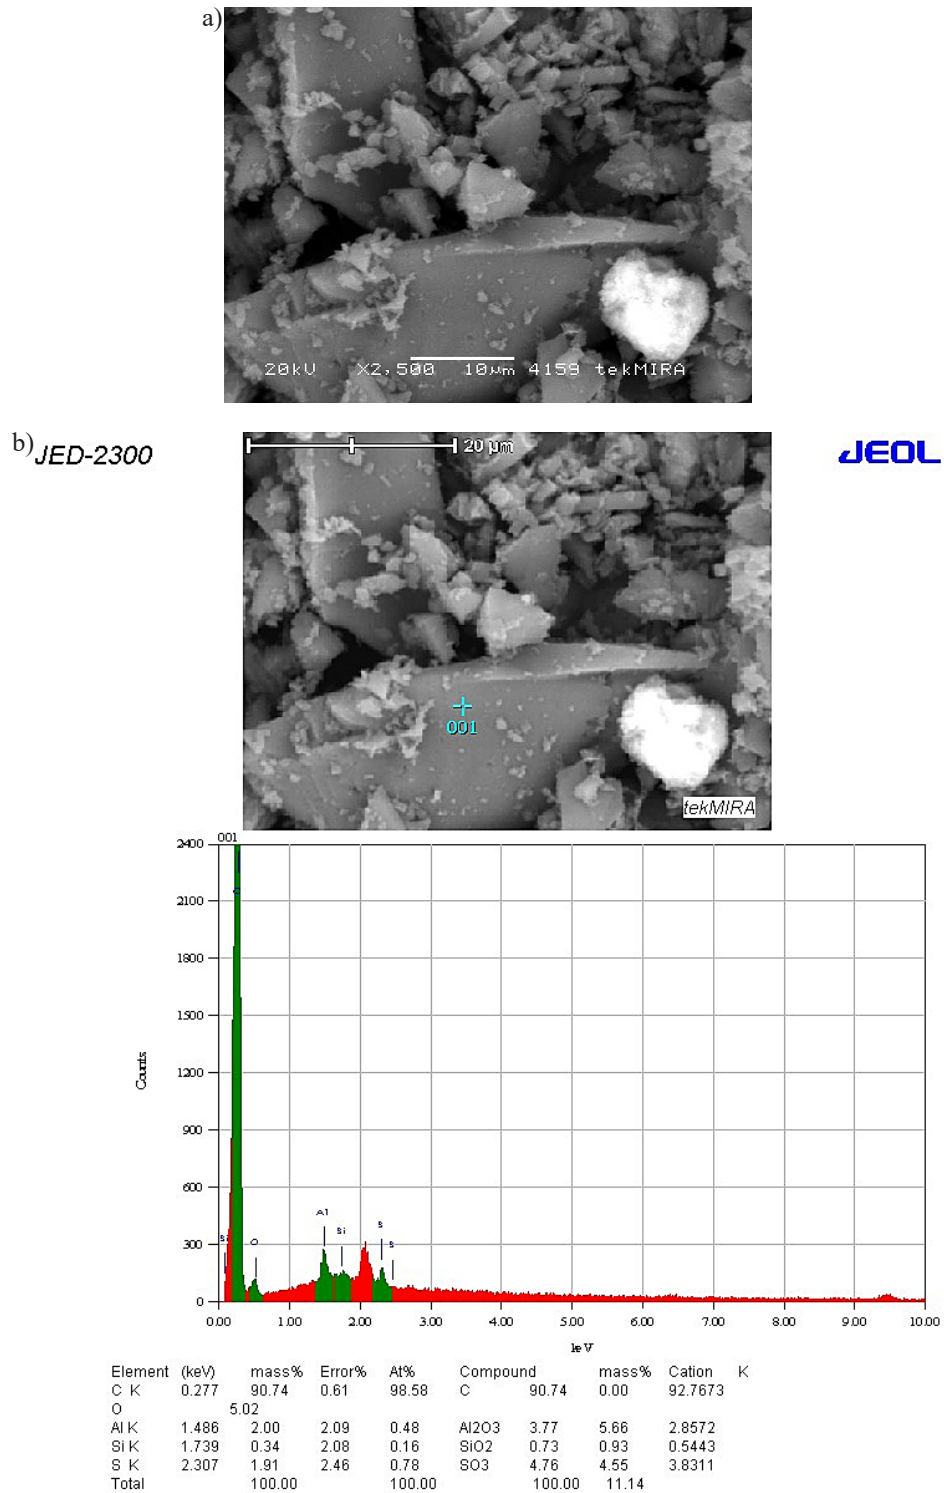 a)
20kV X2,500 10µm 4159 tekMIRA
b) JED-2300
20 µm
JEOL
001
tekMIRA
001
2400
2100
1800
1500
1200
900
600
300
0
Counts
C
Si
O
Al
Si
S
S
0.00 1.00 2.00 3.00 4.00 5.00 6.00 7.00 8.00 9.00 10.00
keV
Element (keV) mass% Error% At% Compound mass% Cation K
C K 0.277 90.74 0.61 98.58 C 90.74 0.00 92.7673
O 5.02
Al K 1.486 2.00 2.09 0.48 Al2O3 3.77 5.66 2.8572
Si K 1.739 0.34 2.08 0.16 SiO2 0.73 0.93 0.5443
S K 2.307 1.91 2.46 0.78 SO3 4.76 4.55 3.8311
Total 100.00 100.00 100.00 11.14